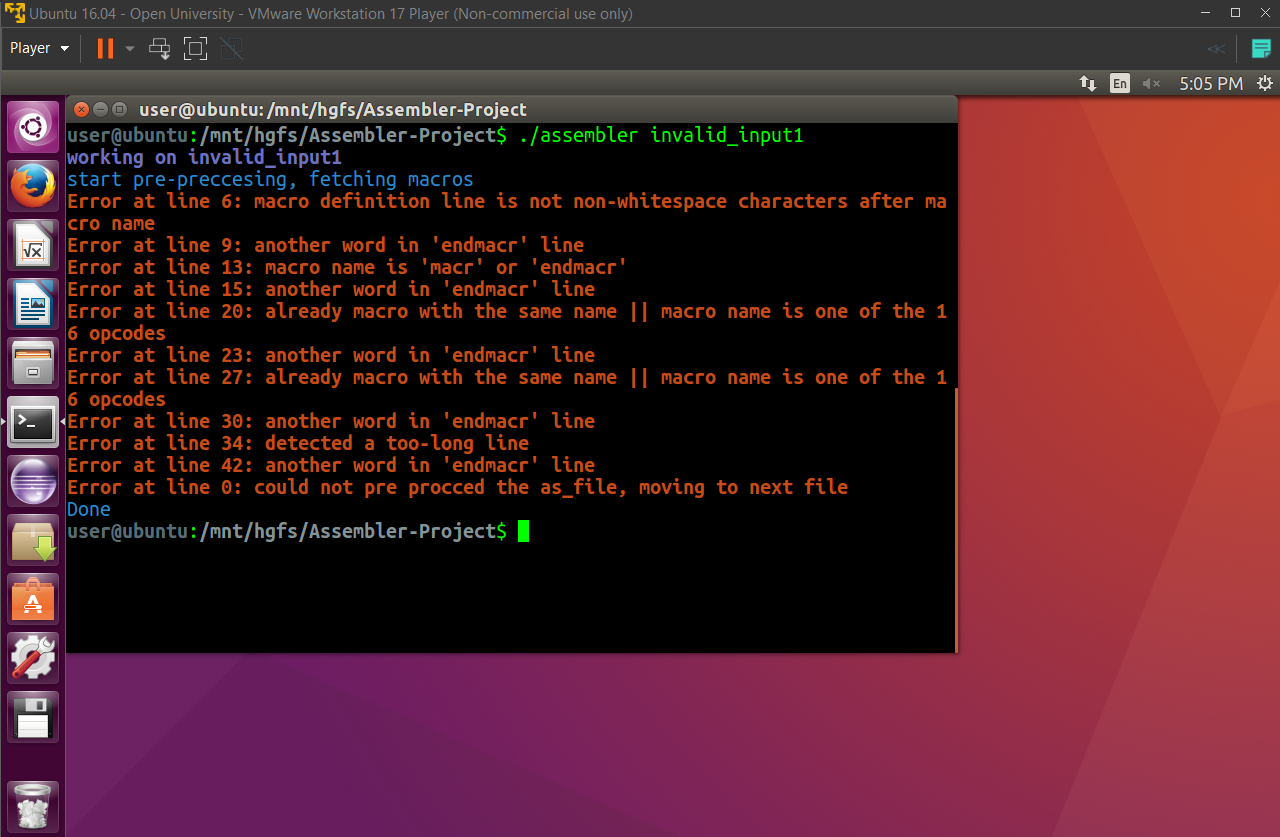 Ubuntu 16.04 - Open University - VMware Workstation 17 Player (Non-commercial use only)
Player
En
5:05 PM
user@ubuntu: /mnt/hgfs/Assembler-Project
user@ubuntu:/mnt/hgfs/Assembler-Project$ ./assembler invalid_input1
working on invalid_input1
start pre-preccesing, fetching macros
Error at line 6: macro definition line is not non-whitespace characters after ma
cro name
Error at line 9: another word in 'endmacr' line
Error at line 13: macro name is 'macr' or 'endmacr'
Error at line 15: another word in 'endmacr' line
Error at line 20: already macro with the same name || macro name is one of the 1
6 opcodes
Error at line 23: another word in 'endmacr' line
Error at line 27: already macro with the same name || macro name is one of the 1
6 opcodes
Error at line 30: another word in 'endmacr' line
Error at line 34: detected a too-long line
Error at line 42: another word in 'endmacr' line
Error at line 0: could not pre procced the as_file, moving to next file
Done
user@ubuntu:/mnt/hgfs/Assembler-Project$